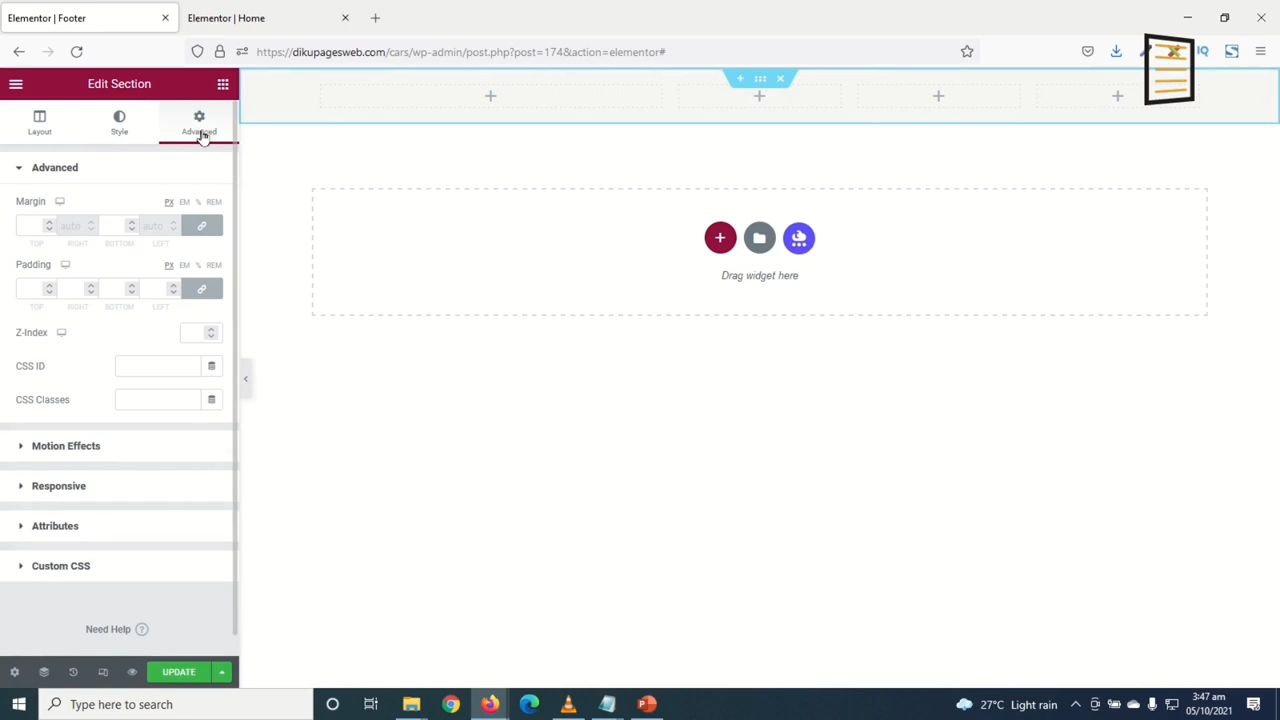 Elementor | Footer
Elementor | Home
https://dikupagesweb.com/cars/wp-admin/post.php?post=174&action=elementor#
IQ
Edit Section
Layout
Style
Advanced
Advanced
Margin
PX EM % REM
auto
auto
TOP RIGHT BOTTOM LEFT
Padding
PX EM % REM
TOP RIGHT BOTTOM LEFT
Z-Index
CSS ID
CSS Classes
Motion Effects
Responsive
Attributes
Custom CSS
Need Help
UPDATE
Drag widget here
Type here to search
27°C Light rain
3:47 am
05/10/2021